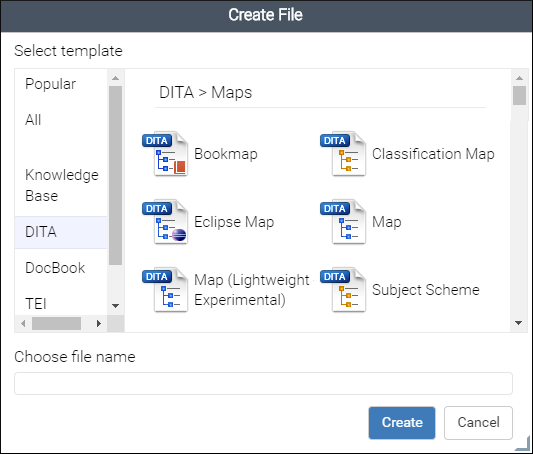 Create File
Select template
Popular
All
Knowledge
Base
DITA
DocBook
TEI
DITA > Maps
DITA Bookmap
DITA Classification Map
DITA Eclipse Map
DITA Map
DITA Map (Lightweight
Experimental)
DITA Subject Scheme
Choose file name
Create
Cancel